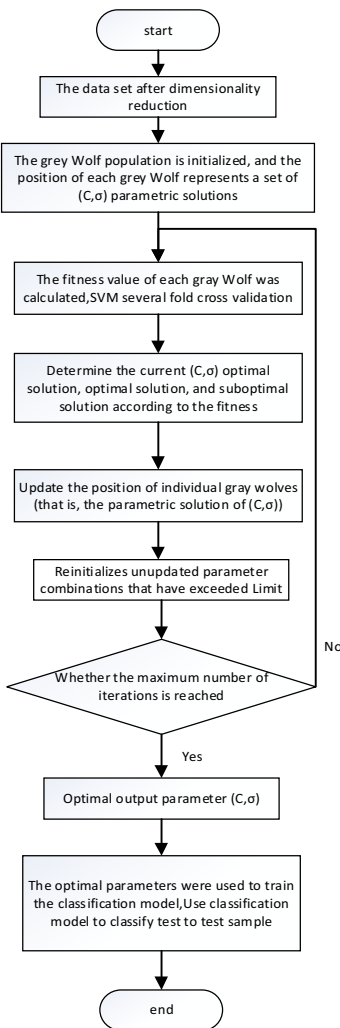 start
The data set after dimensionality
reduction
The grey Wolf population is initialized, and the
position of each grey Wolf represents a set of
(C,σ) parametric solutions
The fitness value of each gray Wolf was
calculated,SVM several fold cross validation
Determine the current (C,σ) optimal
solution, optimal solution, and suboptimal
solution according to the fitness
Update the position of individual gray wolves
(that is, the parametric solution of (C,σ))
Reinitializes unupdated parameter
combinations that have exceeded Limit
Whether the maximum number of
iterations is reached
No
Yes
Optimal output parameter (C,σ)
The optimal parameters were used to train
the classification model,Use classification
model to classify test to test sample
end